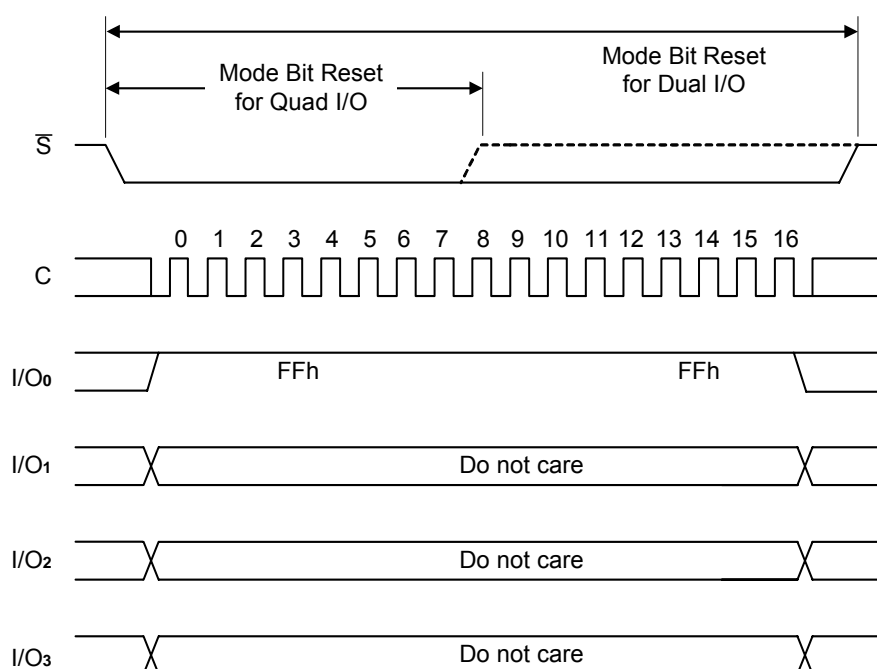 Mode Bit Reset
for Quad I/O
Mode Bit Reset
for Dual I/O
S̅
0 1 2 3 4 5 6 7 8 9 10 11 12 13 14 15 16
C
I/O₀ FFh FFh
I/O₁ Do not care
I/O₂ Do not care
I/O₃ Do not care